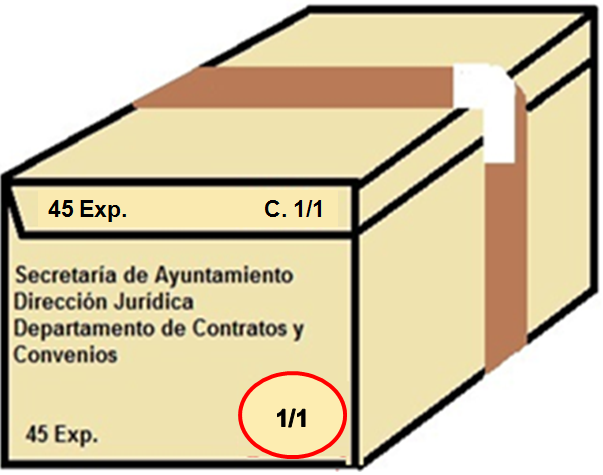 45 Exp. C. 1/1
Secretaría de Ayuntamiento
Dirección Jurídica
Departamento de Contratos y
Convenios
1/1
45 Exp.